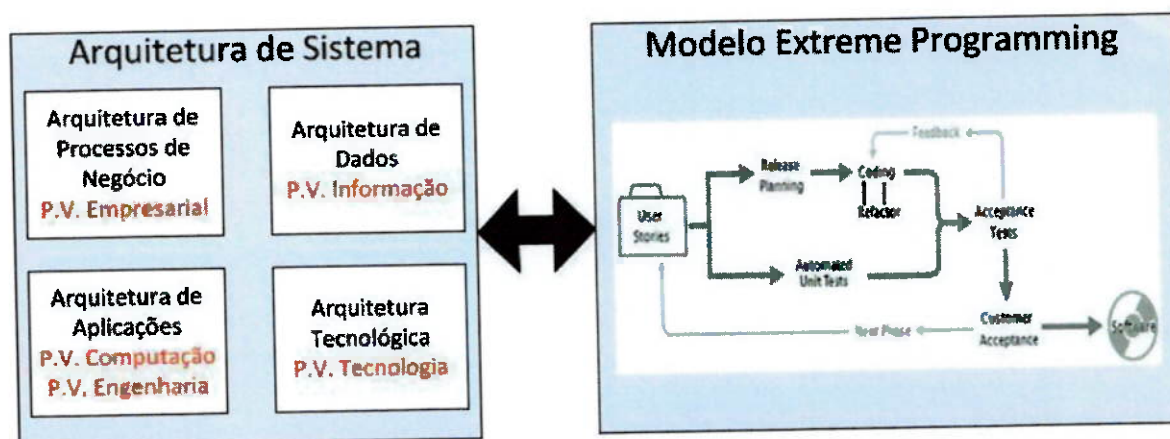 Arquitetura de Sistema
Arquitetura de
Processos de
Negócio
P.V. Empresarial
Arquitetura de
Dados
P.V. Informação
Arquitetura de
Aplicações
P.V. Computação
P.V. Engenharia
Arquitetura
Tecnológica
P.V. Tecnologia
Modelo Extreme Programming
Feedback
Release
Planning
Coding
Refactor
User
Stories
Acceptance
Tests
Automated
Unit Tests
Next Phase
Customer
Acceptance
Software